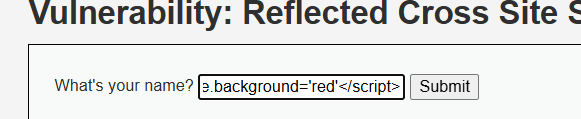 Vulnerability: Reflected Cross Site S
What's your name? e.background='red'</script> Submit